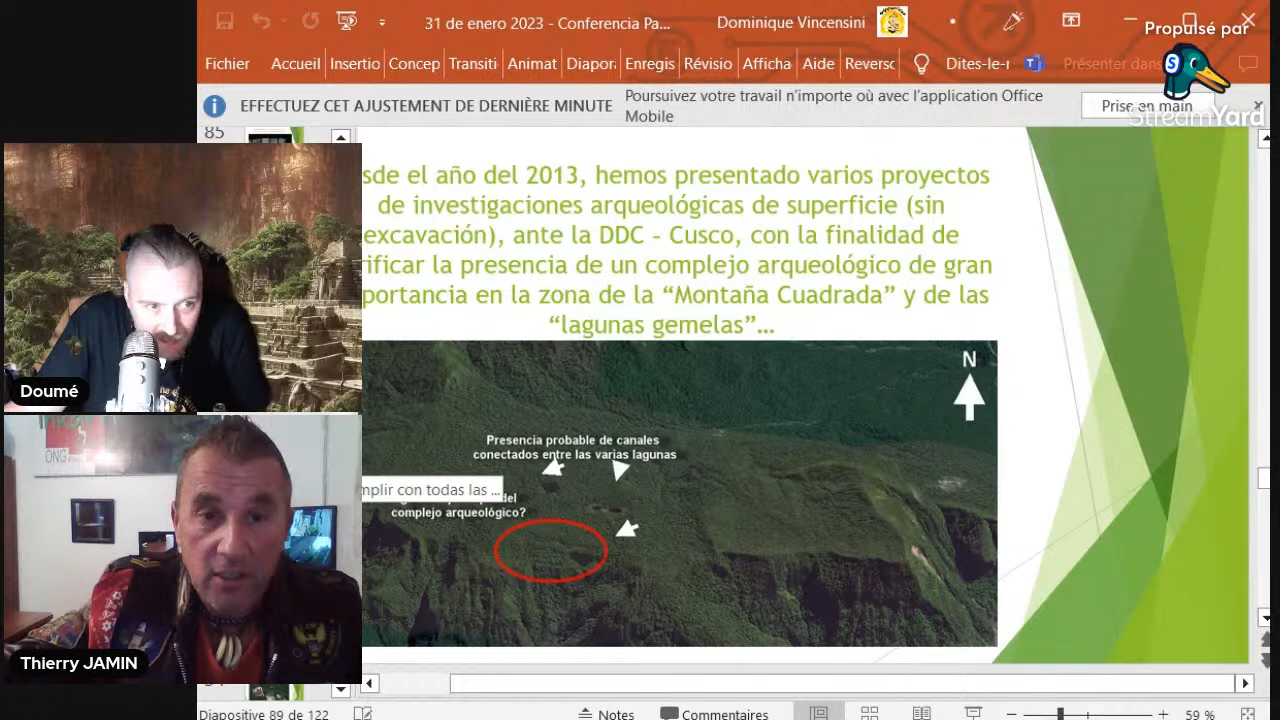 31 de enero 2023 - Conferencia Pa...
Dominique Vincensini
Propulsé par
StreamYard
Fichier Accueil Insertio Concep Transiti Animat Diapor Enregis Révisio Afficha Aide Reversc Dites-le-r Présenter dans
EFFECTUEZ CET AJUSTEMENT DE DERNIÈRE MINUTE
Poursuivez votre travail n'importe où avec l'application Office
Mobile
Prise en main
85
sde el año del 2013, hemos presentado varios proyectos
de investigaciones arqueológicas de superficie (sin
excavación), ante la DDC - Cusco, con la finalidad de
rificar la presencia de un complejo arqueológico de gran
portancia en la zona de la “Montaña Cuadrada” y de las
“lagunas gemelas”...
N
Presencia probable de canales
conectados entre las varias lagunas
mplir con todas las ...
del
complejo arqueológico?
Doumé
ONG
Thierry JAMIN
Diapositive 89 de 122
Notes
Commentaires
59 %